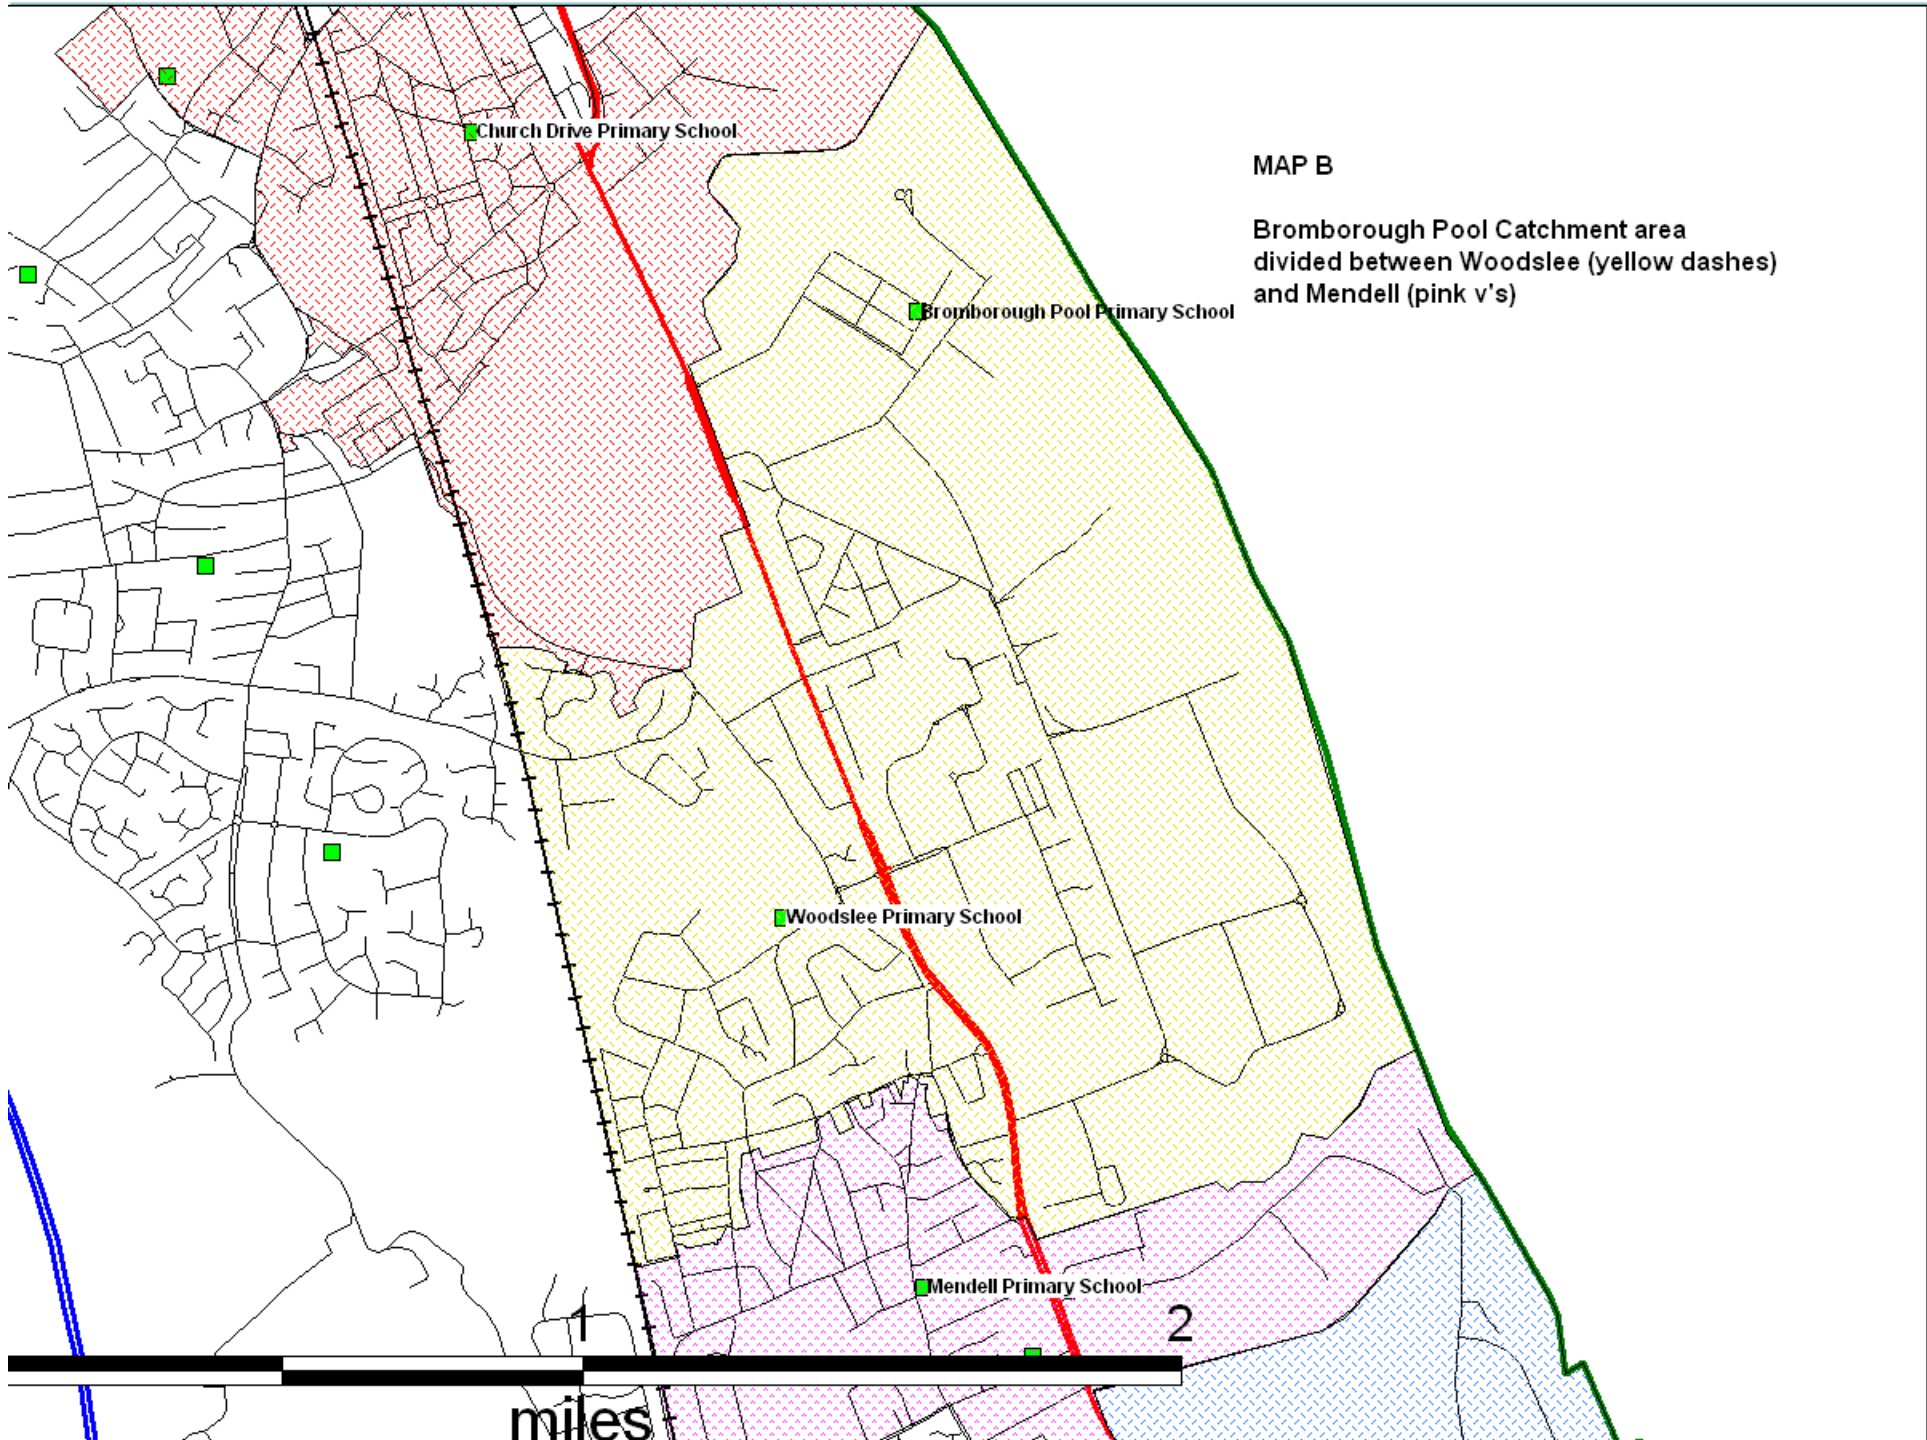 Church Drive Primary School
MAP B
Bromborough Pool Catchment area
divided between Woodslee (yellow dashes)
and Mendell (pink v's)
Bromborough Pool Primary School
Woodslee Primary School
Mendell Primary School
1
2
miles